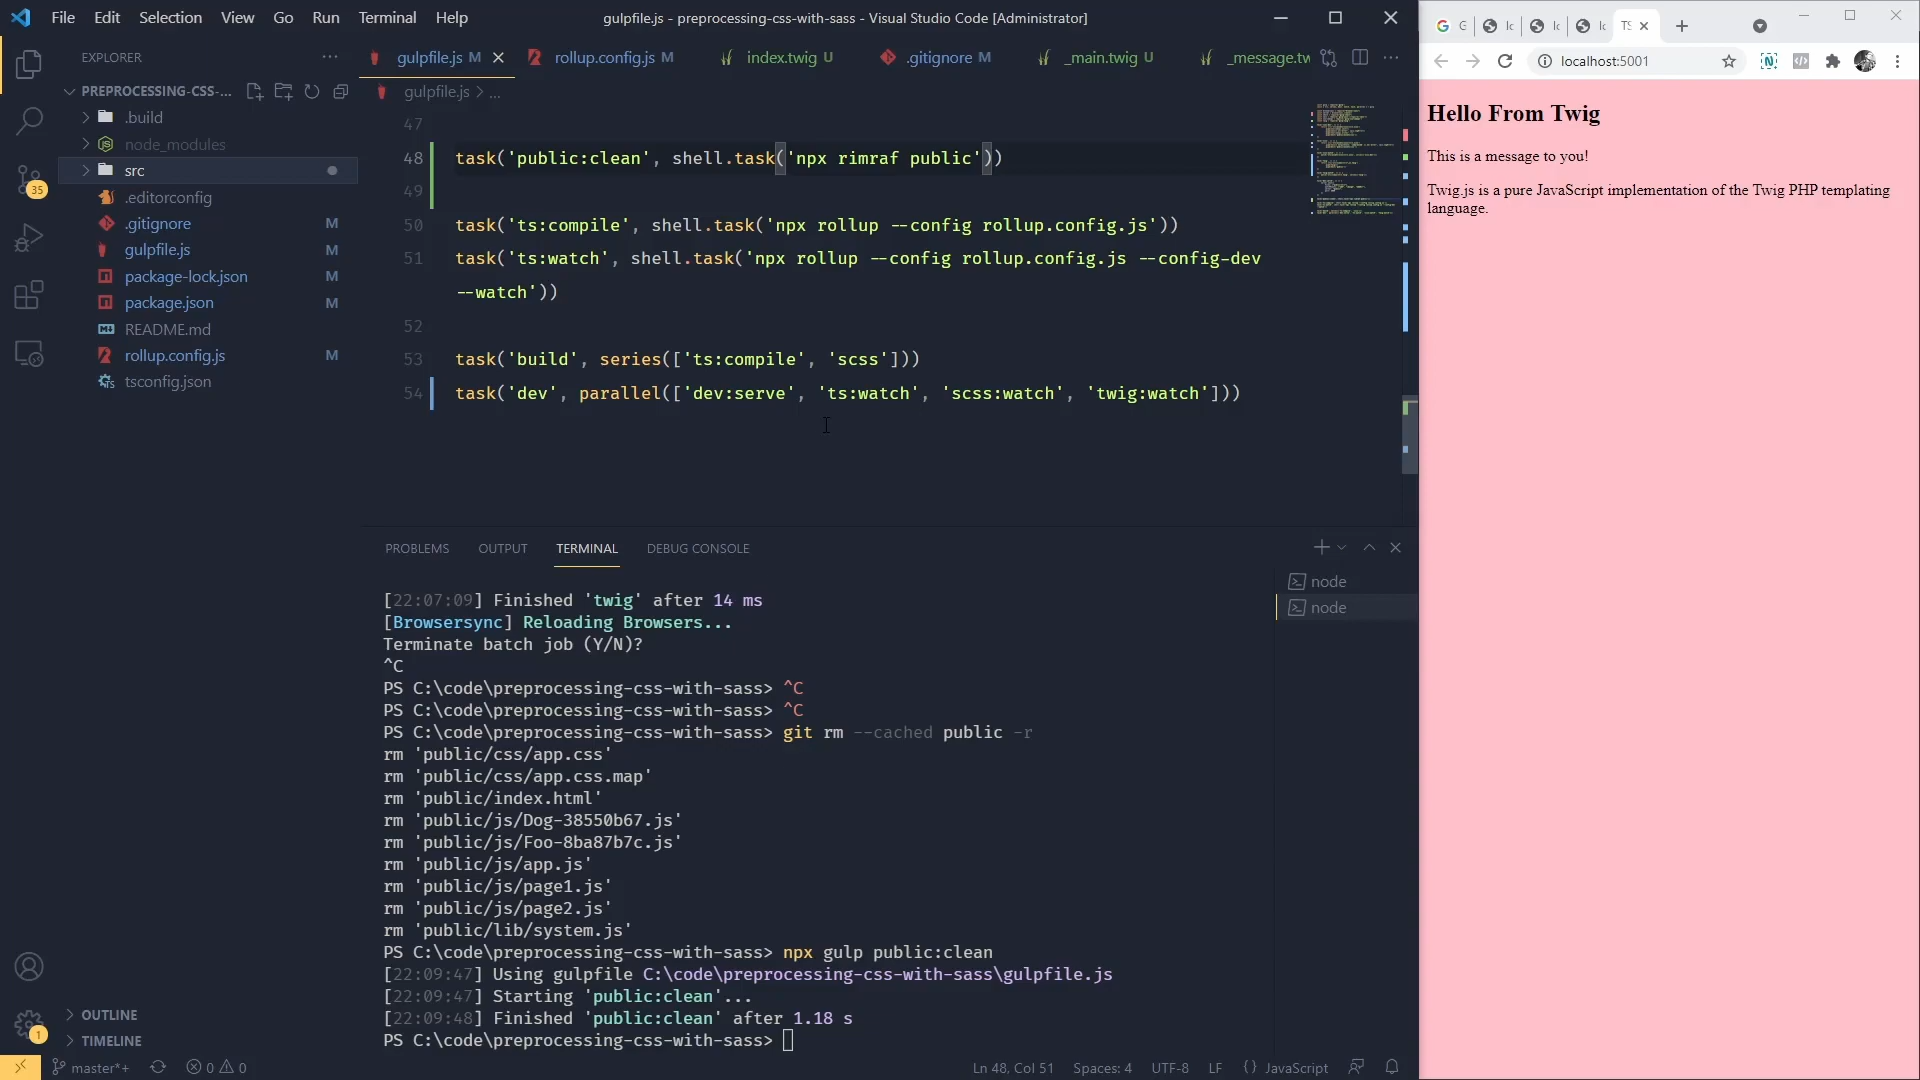 File Edit Selection View Go Run Terminal Help
gulpfile.js - preprocessing-css-with-sass - Visual Studio Code [Administrator]
EXPLORER
PREPROCESSING-CSS-...
.build
node_modules
src
.editorconfig
.gitignore M
gulpfile.js M
package-lock.json M
package.json M
README.md
rollup.config.js M
tsconfig.json
35
OUTLINE
TIMELINE
1
gulpfile.js M
rollup.config.js M
index.twig U
.gitignore M
_main.twig U
_message.tw
gulpfile.js > ...
47
48 task('public:clean', shell.task('npx rimraf public'))
49
50 task('ts:compile', shell.task('npx rollup --config rollup.config.js'))
51 task('ts:watch', shell.task('npx rollup --config rollup.config.js --config-dev
--watch'))
52
53 task('build', series(['ts:compile', 'scss']))
54 task('dev', parallel(['dev:serve', 'ts:watch', 'scss:watch', 'twig:watch']))
PROBLEMS OUTPUT TERMINAL DEBUG CONSOLE
[22:07:09] Finished 'twig' after 14 ms
[Browsersync] Reloading Browsers...
Terminate batch job (Y/N)?
^C
PS C:\code\preprocessing-css-with-sass> ^C
PS C:\code\preprocessing-css-with-sass> ^C
PS C:\code\preprocessing-css-with-sass> git rm --cached public -r
rm 'public/css/app.css'
rm 'public/css/app.css.map'
rm 'public/index.html'
rm 'public/js/Dog-38550b67.js'
rm 'public/js/Foo-8ba87b7c.js'
rm 'public/js/app.js'
rm 'public/js/page1.js'
rm 'public/js/page2.js'
rm 'public/lib/system.js'
PS C:\code\preprocessing-css-with-sass> npx gulp public:clean
[22:09:47] Using gulpfile C:\code\preprocessing-css-with-sass\gulpfile.js
[22:09:47] Starting 'public:clean'...
[22:09:48] Finished 'public:clean' after 1.18 s
PS C:\code\preprocessing-css-with-sass>
node
node
master*+ 0 0
Ln 48, Col 51 Spaces: 4 UTF-8 LF JavaScript
TS
localhost:5001
Hello From Twig
This is a message to you!
Twig.js is a pure JavaScript implementation of the Twig PHP templating
language.